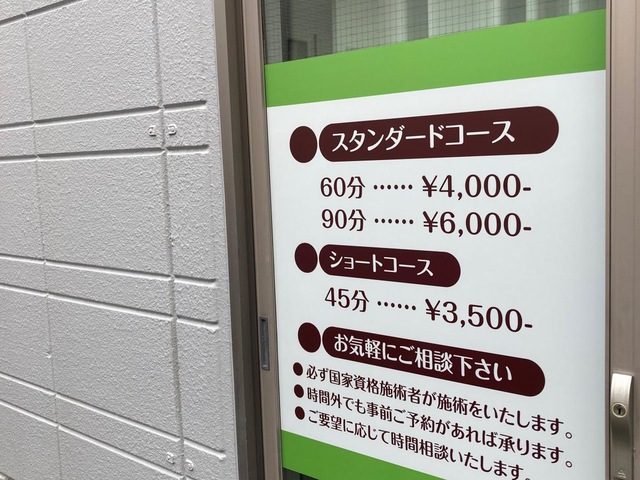 スタンダードコース
60分 …… ¥4,000-
90分 …… ¥6,000-
ショートコース
45分 …… ¥3,500-
お気軽にご相談下さい
●必ず国家資格施術者が施術をいたします。
●時間外でも事前ご予約があれば承ります。
●ご要望に応じて時間相談いたします。